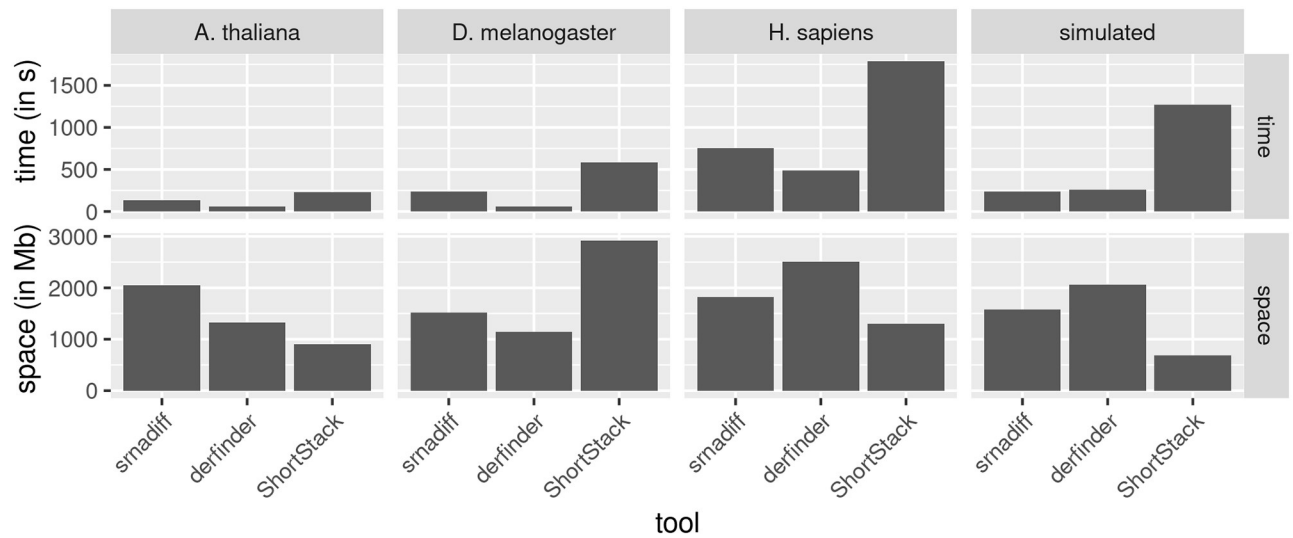 A. thaliana
D. melanogaster
H. sapiens
simulated
time (in s)
1500
1000
500
0
time
space (in Mb)
3000
2000
1000
0
space
srnadiff
derfinder
ShortStack
srnadiff
derfinder
ShortStack
srnadiff
derfinder
ShortStack
srnadiff
derfinder
ShortStack
tool